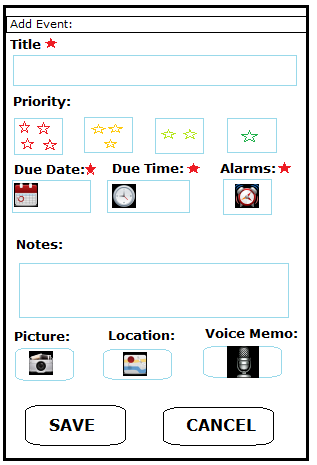 Add Event:
Title
Priority:
Due Date: Due Time: Alarms:
Notes:
Picture: Location: Voice Memo:
SAVE CANCEL